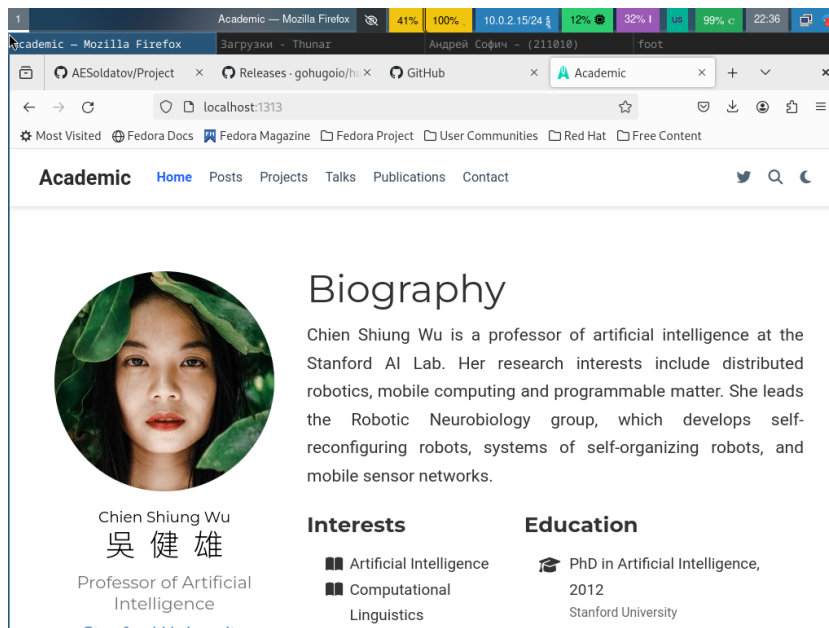 1
Academic — Mozilla Firefox
41%
100%
10.0.2.15/24
12%
32%
us
99%
22:36
Academic — Mozilla Firefox
Загрузки - Thunar
Андрей Софич - (211010)
foot
AESoldatov/Project
Releases · gohugoio/hu
GitHub
Academic
localhost:1313
Most Visited
Fedora Docs
Fedora Magazine
Fedora Project
User Communities
Red Hat
Free Content
Academic
Home
Posts
Projects
Talks
Publications
Contact
Biography
Chien Shiung Wu is a professor of artificial intelligence at the
Stanford AI Lab. Her research interests include distributed
robotics, mobile computing and programmable matter. She leads
the Robotic Neurobiology group, which develops self-
reconfiguring robots, systems of self-organizing robots, and
mobile sensor networks.
Chien Shiung Wu
吳健雄
Professor of Artificial
Intelligence
Interests
Artificial Intelligence
Computational
Linguistics
Education
PhD in Artificial Intelligence,
2012
Stanford University